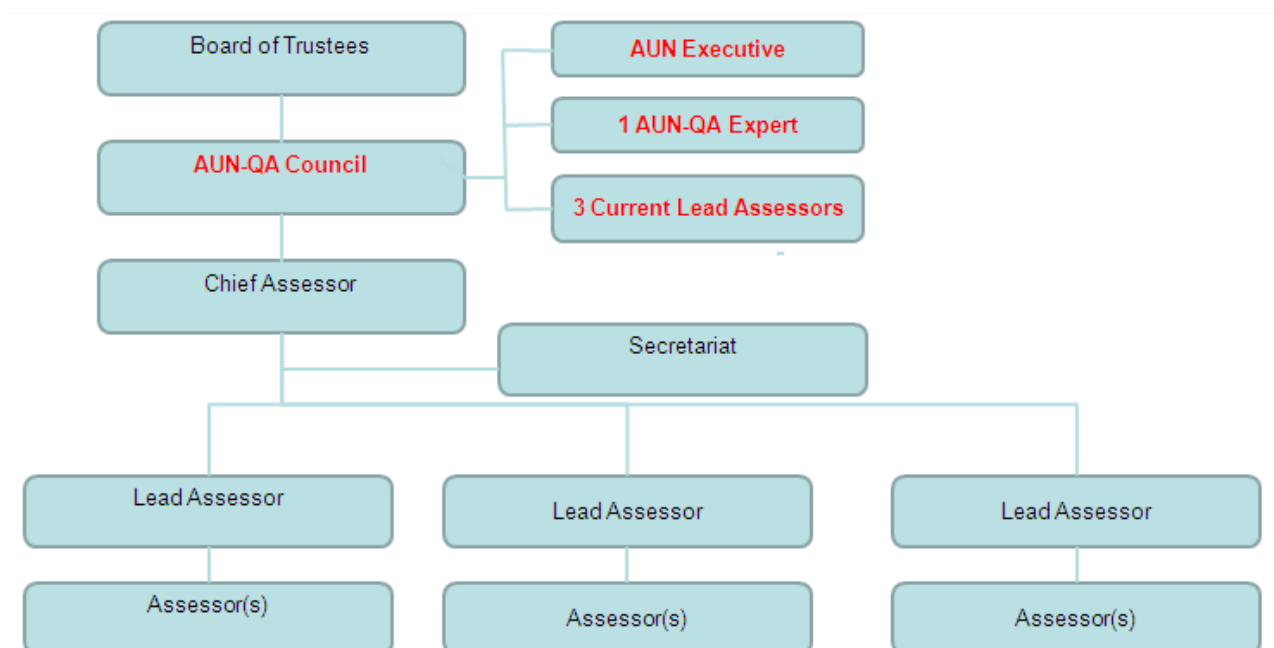 Board of Trustees
AUN Executive
1 AUN-QA Expert
AUN-QA Council
3 Current Lead Assessors
Chief Assessor
Secretariat
Lead Assessor
Lead Assessor
Lead Assessor
Assessor(s)
Assessor(s)
Assessor(s)